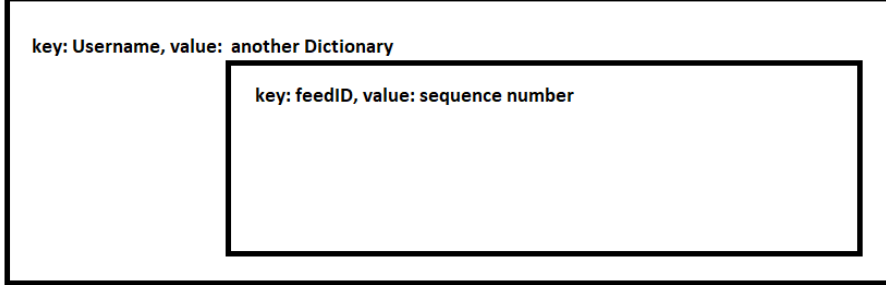 key: Username, value: another Dictionary
key: feedID, value: sequence number